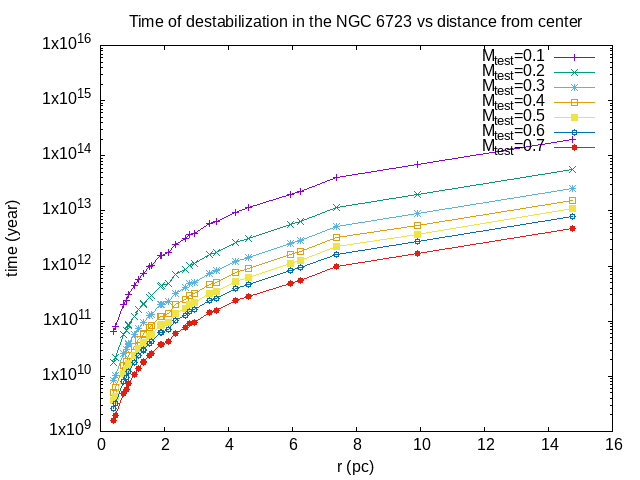 Time of destabilization in the NGC 6723 vs distance from center
1x10^16
1x10^15
1x10^14
1x10^13
1x10^12
1x10^11
1x10^10
1x10^9
time (year)
M_test=0.1
M_test=0.2
M_test=0.3
M_test=0.4
M_test=0.5
M_test=0.6
M_test=0.7
0 2 4 6 8 10 12 14 16
r (pc)